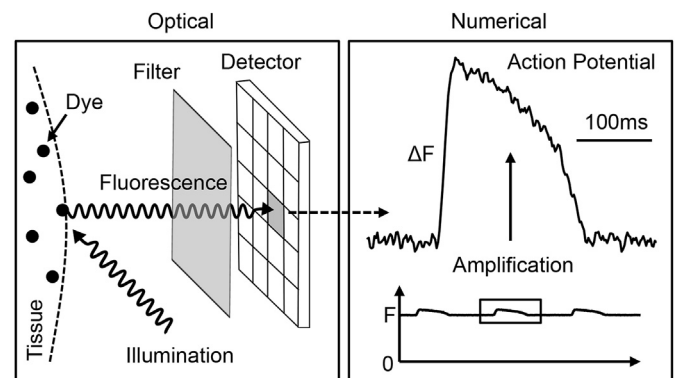 Optical
Numerical
Filter
Detector
Dye
Fluorescence
Tissue
Illumination
Action Potential
100ms
ΔF
Amplification
F
0